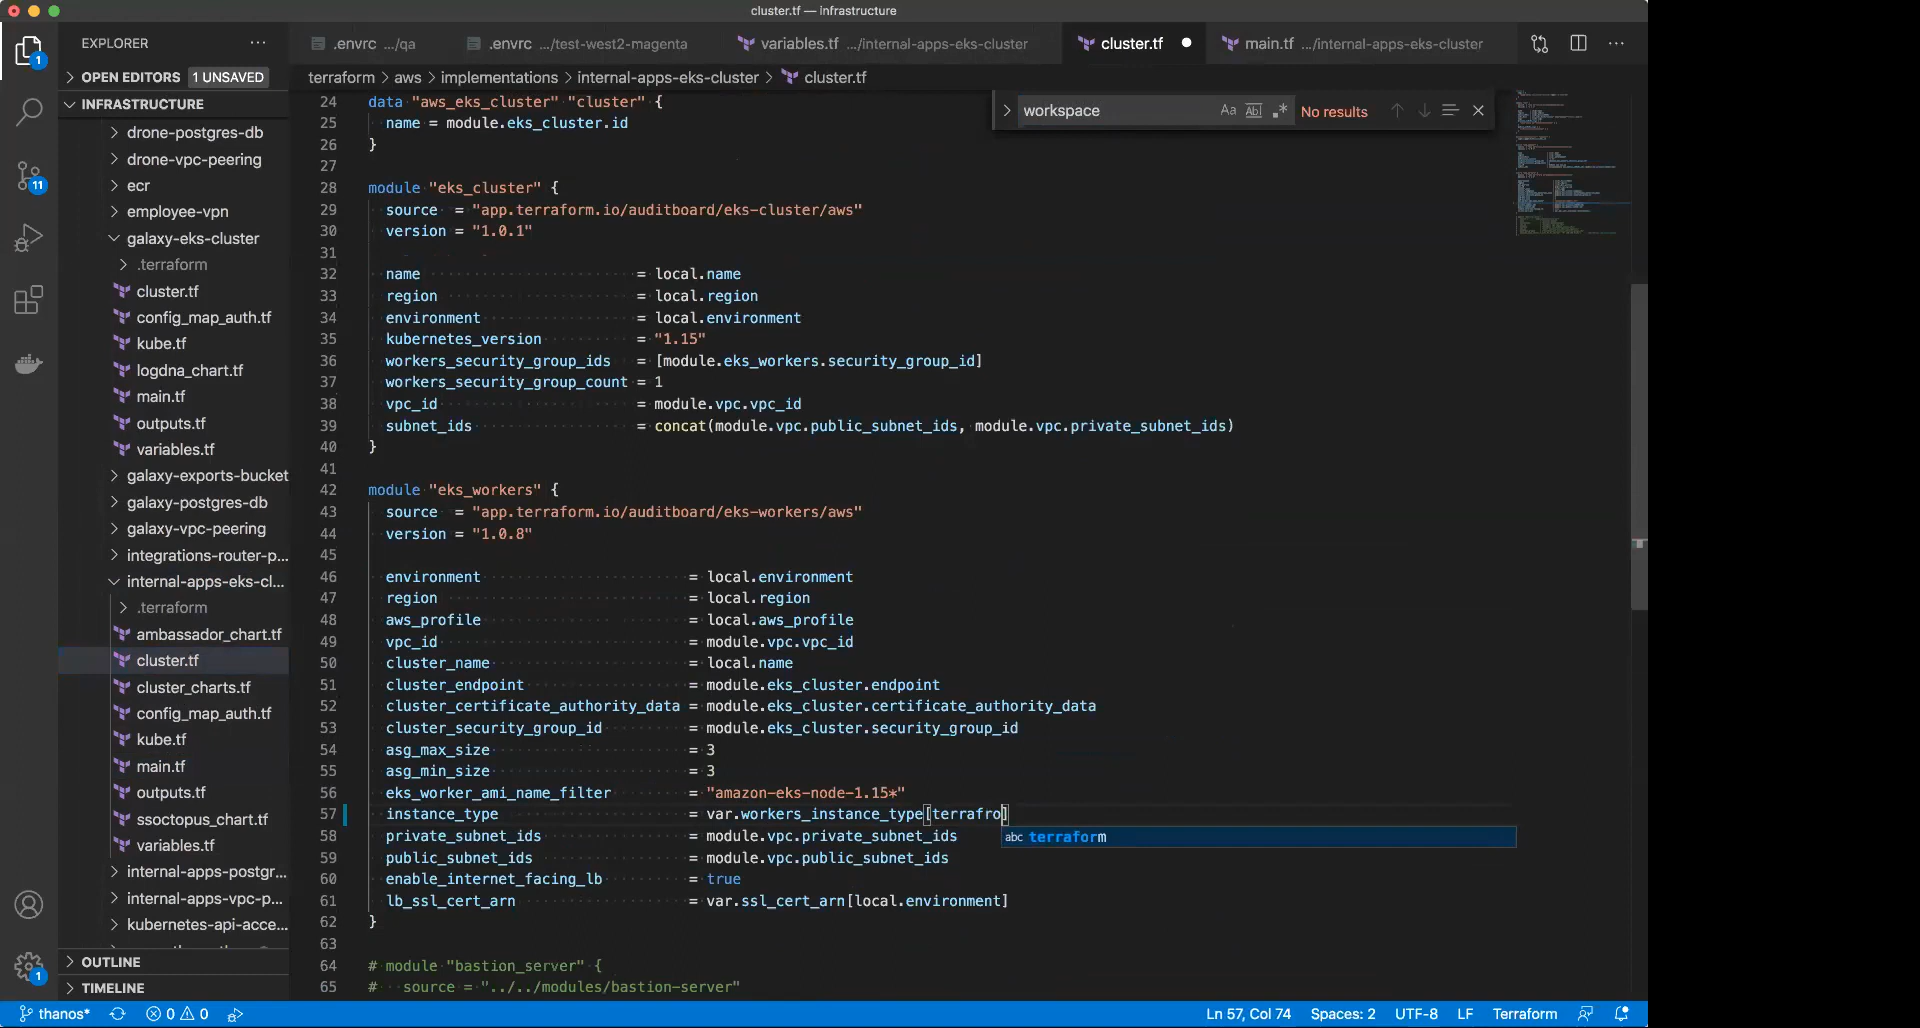 cluster.tf — infrastructure
EXPLORER
.envrc .../qa
.envrc .../test-west2-magenta
variables.tf .../internal-apps-eks-cluster
cluster.tf
main.tf .../internal-apps-eks-cluster
OPEN EDITORS 1 UNSAVED
INFRASTRUCTURE
drone-postgres-db
drone-vpc-peering
ecr
employee-vpn
galaxy-eks-cluster
.terraform
cluster.tf
config_map_auth.tf
kube.tf
logdna_chart.tf
main.tf
outputs.tf
variables.tf
galaxy-exports-bucket
galaxy-postgres-db
galaxy-vpc-peering
integrations-router-p...
internal-apps-eks-cl...
.terraform
ambassador_chart.tf
cluster.tf
cluster_charts.tf
config_map_auth.tf
kube.tf
main.tf
outputs.tf
ssoctopus_chart.tf
variables.tf
internal-apps-postgr...
internal-apps-vpc-p...
kubernetes-api-acce...
OUTLINE
TIMELINE
1
11
1
terraform > aws > implementations > internal-apps-eks-cluster > cluster.tf
workspace Aa Abl .* No results
24 data "aws_eks_cluster" "cluster" {
25 name = module.eks_cluster.id
26 }
27
28 module "eks_cluster" {
29 source = "app.terraform.io/auditboard/eks-cluster/aws"
30 version = "1.0.1"
31
32 name = local.name
33 region = local.region
34 environment = local.environment
35 kubernetes_version = "1.15"
36 workers_security_group_ids = [module.eks_workers.security_group_id]
37 workers_security_group_count = 1
38 vpc_id = module.vpc.vpc_id
39 subnet_ids = concat(module.vpc.public_subnet_ids, module.vpc.private_subnet_ids)
40 }
41
42 module "eks_workers" {
43 source = "app.terraform.io/auditboard/eks-workers/aws"
44 version = "1.0.8"
45
46 environment = local.environment
47 region = local.region
48 aws_profile = local.aws_profile
49 vpc_id = module.vpc.vpc_id
50 cluster_name = local.name
51 cluster_endpoint = module.eks_cluster.endpoint
52 cluster_certificate_authority_data = module.eks_cluster.certificate_authority_data
53 cluster_security_group_id = module.eks_cluster.security_group_id
54 asg_max_size = 3
55 asg_min_size = 3
56 eks_worker_ami_name_filter = "amazon-eks-node-1.15*"
57 instance_type = var.workers_instance_type[terrafro]
58 private_subnet_ids = module.vpc.private_subnet_ids
abc terraform
59 public_subnet_ids = module.vpc.public_subnet_ids
60 enable_internet_facing_lb = true
61 lb_ssl_cert_arn = var.ssl_cert_arn[local.environment]
62 }
63
64 # module "bastion_server" {
65 # source = "../../modules/bastion-server"
thanos* 0 0
Ln 57, Col 74 Spaces: 2 UTF-8 LF Terraform